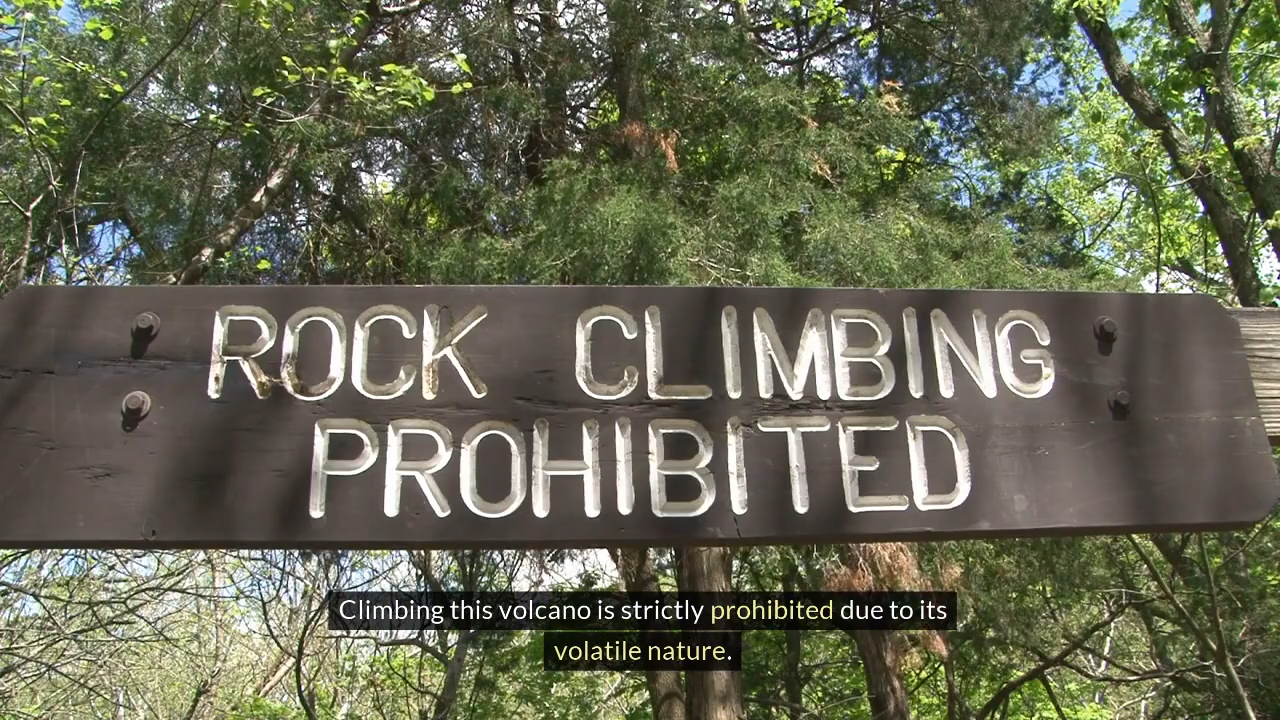 ROCK CLIMBING
PROHIBITED
Climbing this volcano is strictly prohibited due to its
volatile nature.